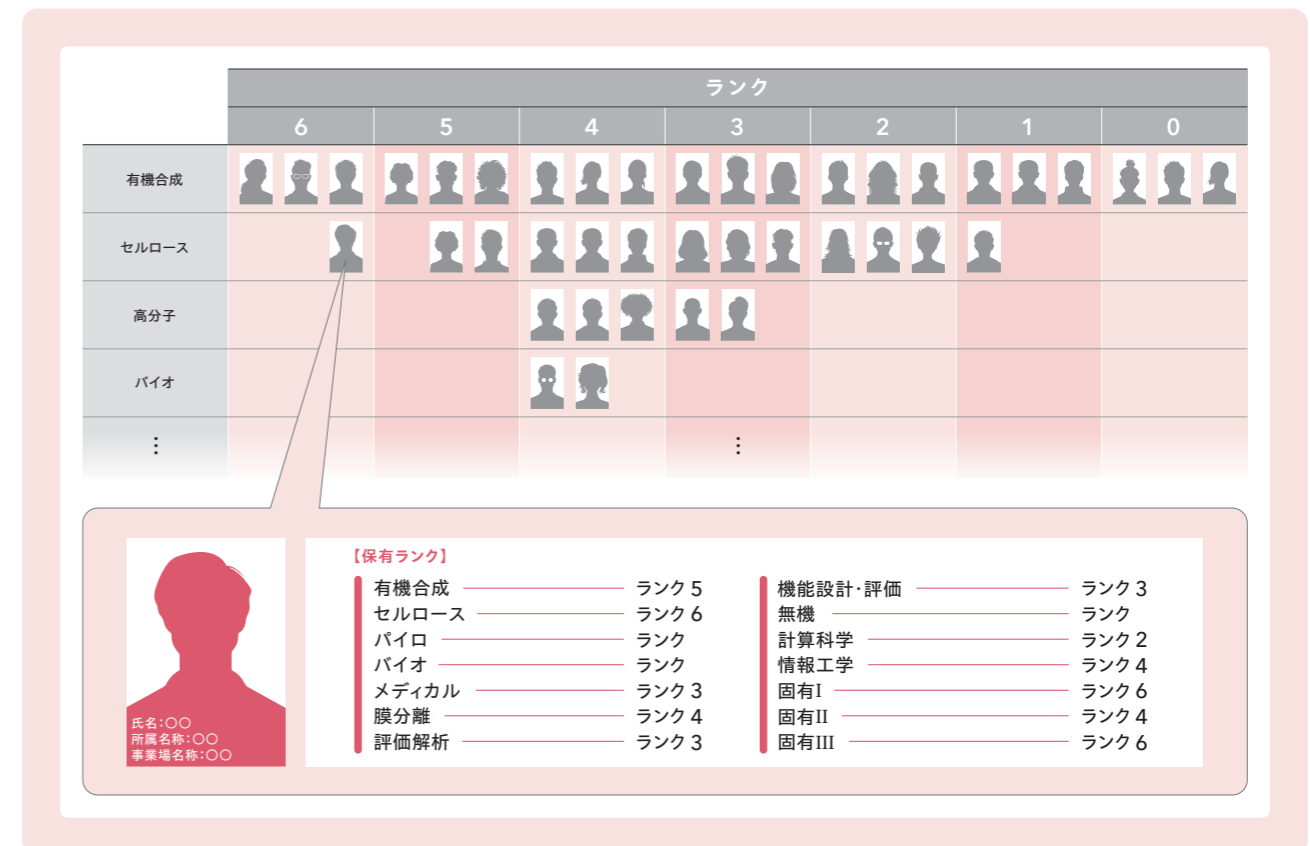 ランク
6 5 4 3 2 1 0
有機合成
セルロース
高分子
バイオ
⋮ ⋮
氏名:〇〇
所属名称:〇〇
事業場名称:〇〇
【保有ランク】
有機合成 ランク 5
セルロース ランク 6
パイロ ランク
バイオ ランク
メディカル ランク 3
膜分離 ランク 4
評価解析 ランク 3
機能設計・評価 ランク 3
無機 ランク
計算科学 ランク 2
情報工学 ランク 4
固有I ランク 6
固有II ランク 4
固有III ランク 6